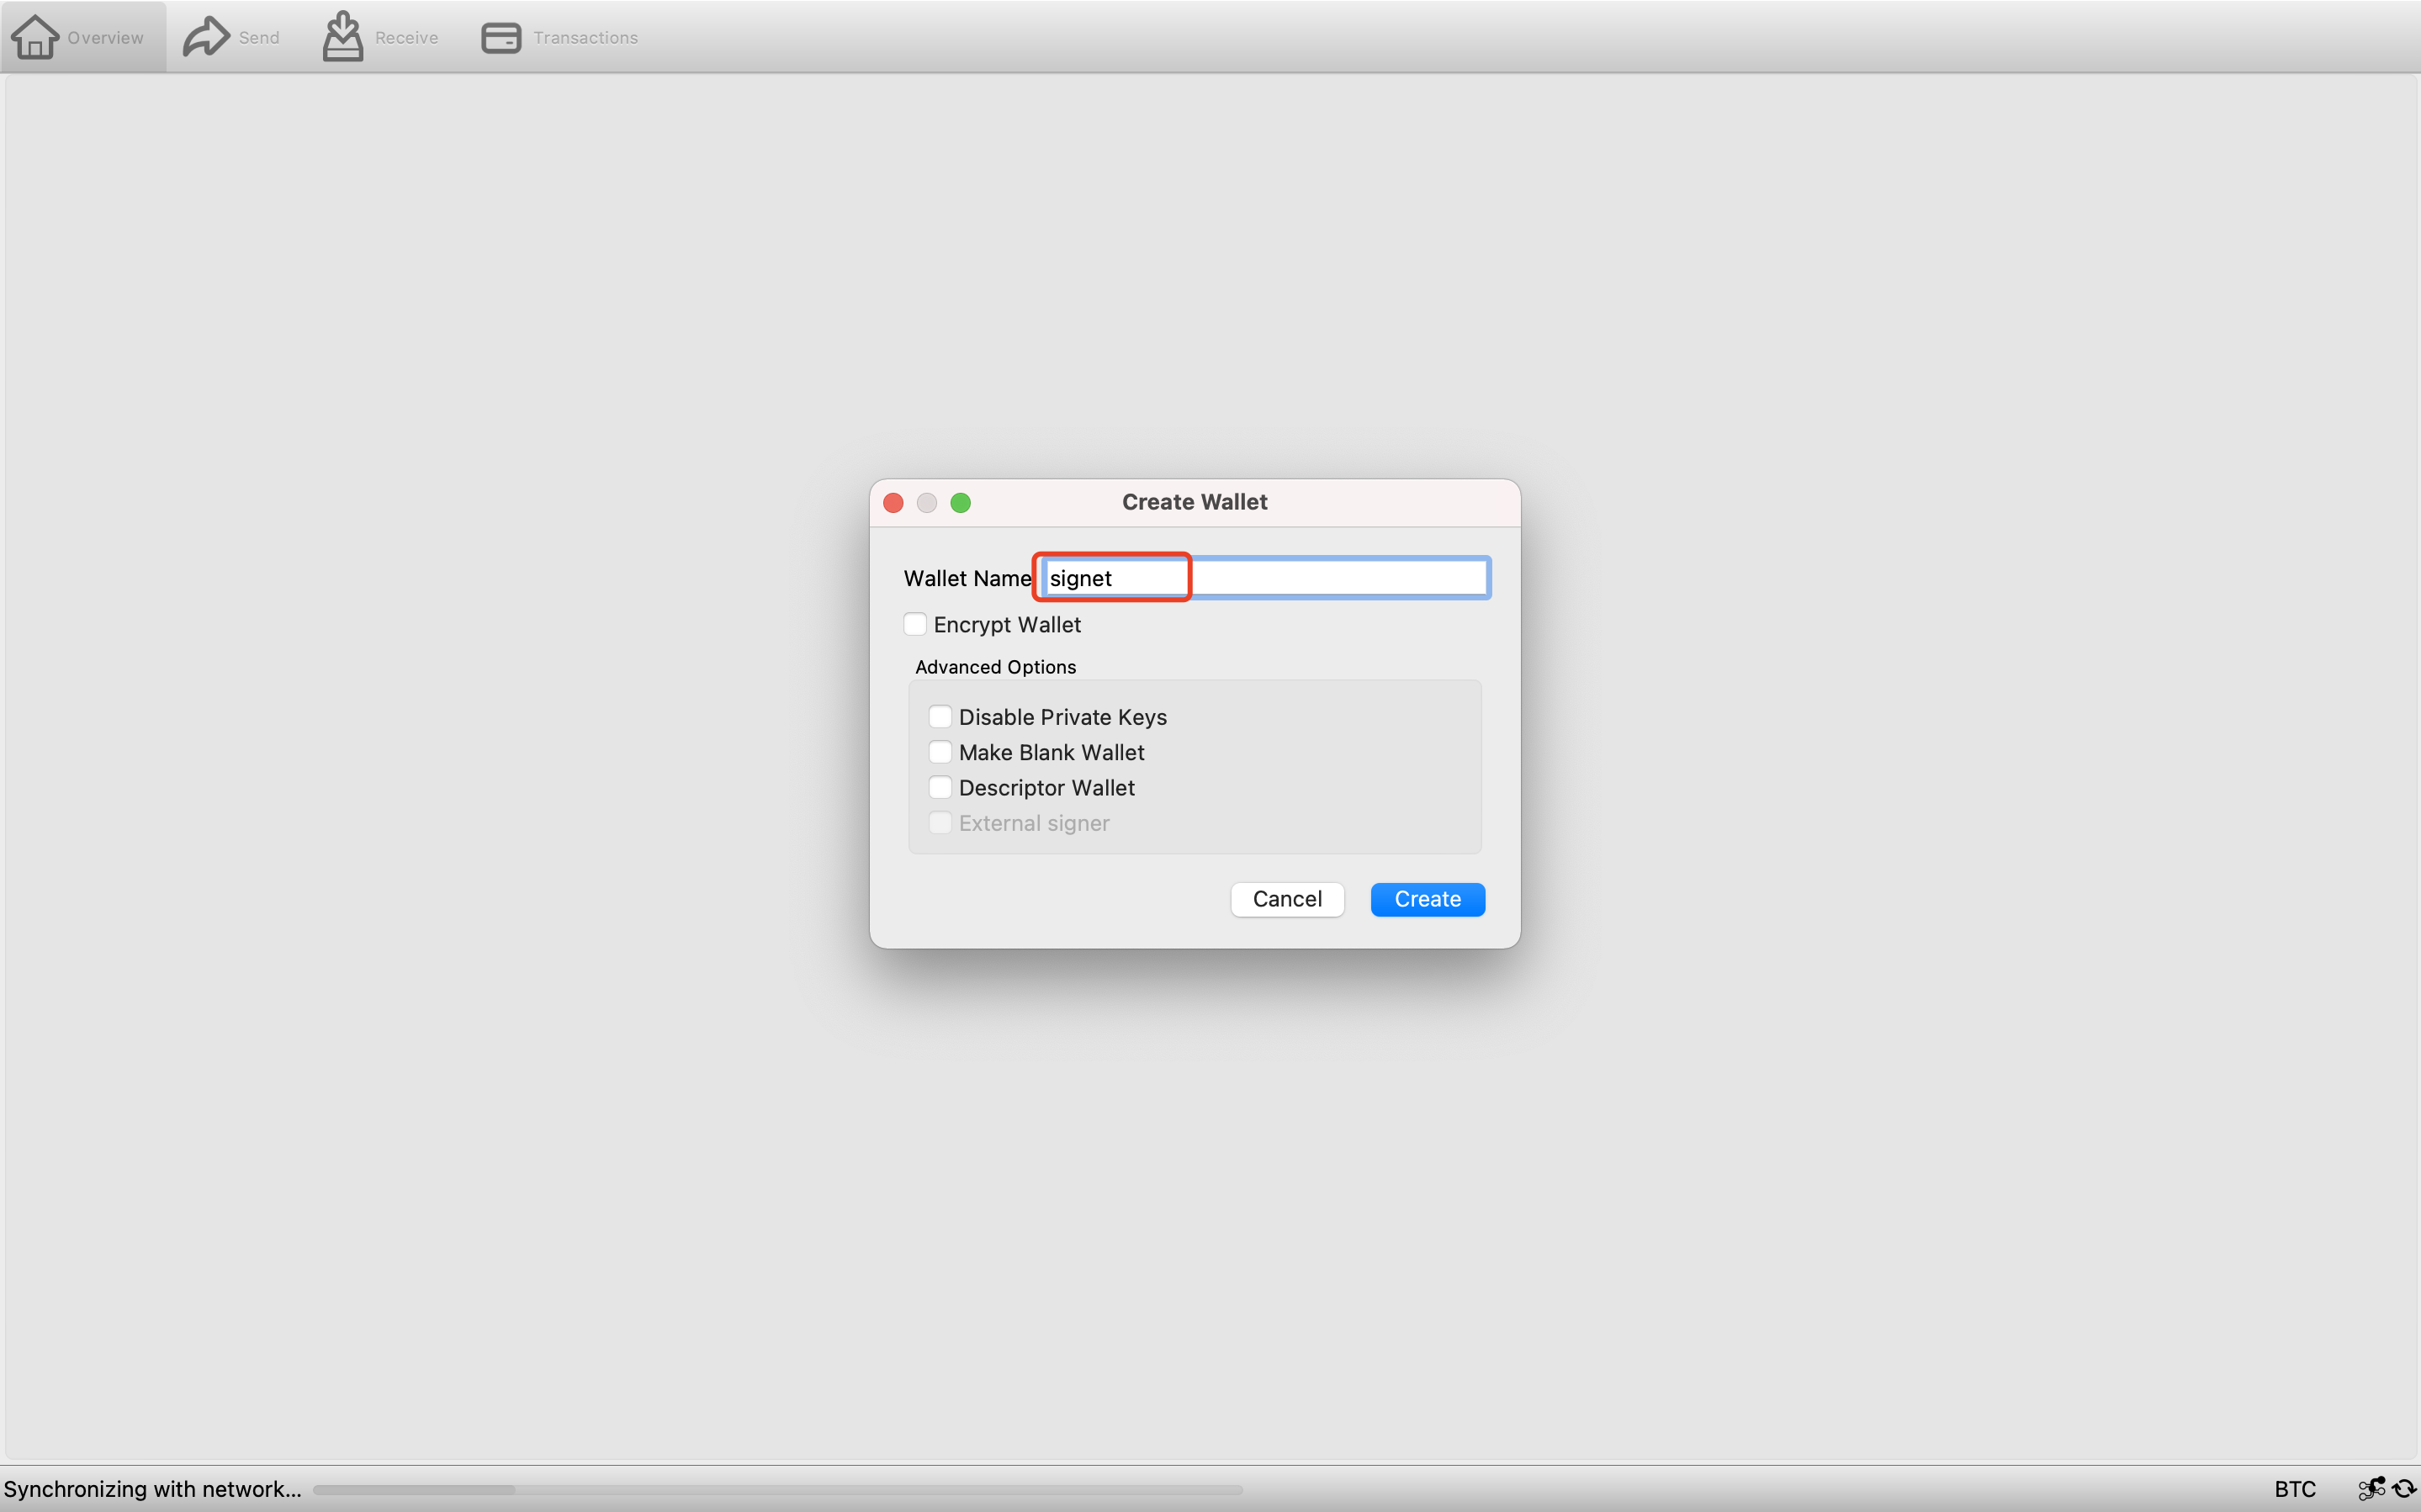 Overview Send Receive Transactions
Create Wallet
Wallet Name signet
Encrypt Wallet
Advanced Options
Disable Private Keys
Make Blank Wallet
Descriptor Wallet
External signer
Cancel Create
Synchronizing with network... BTC